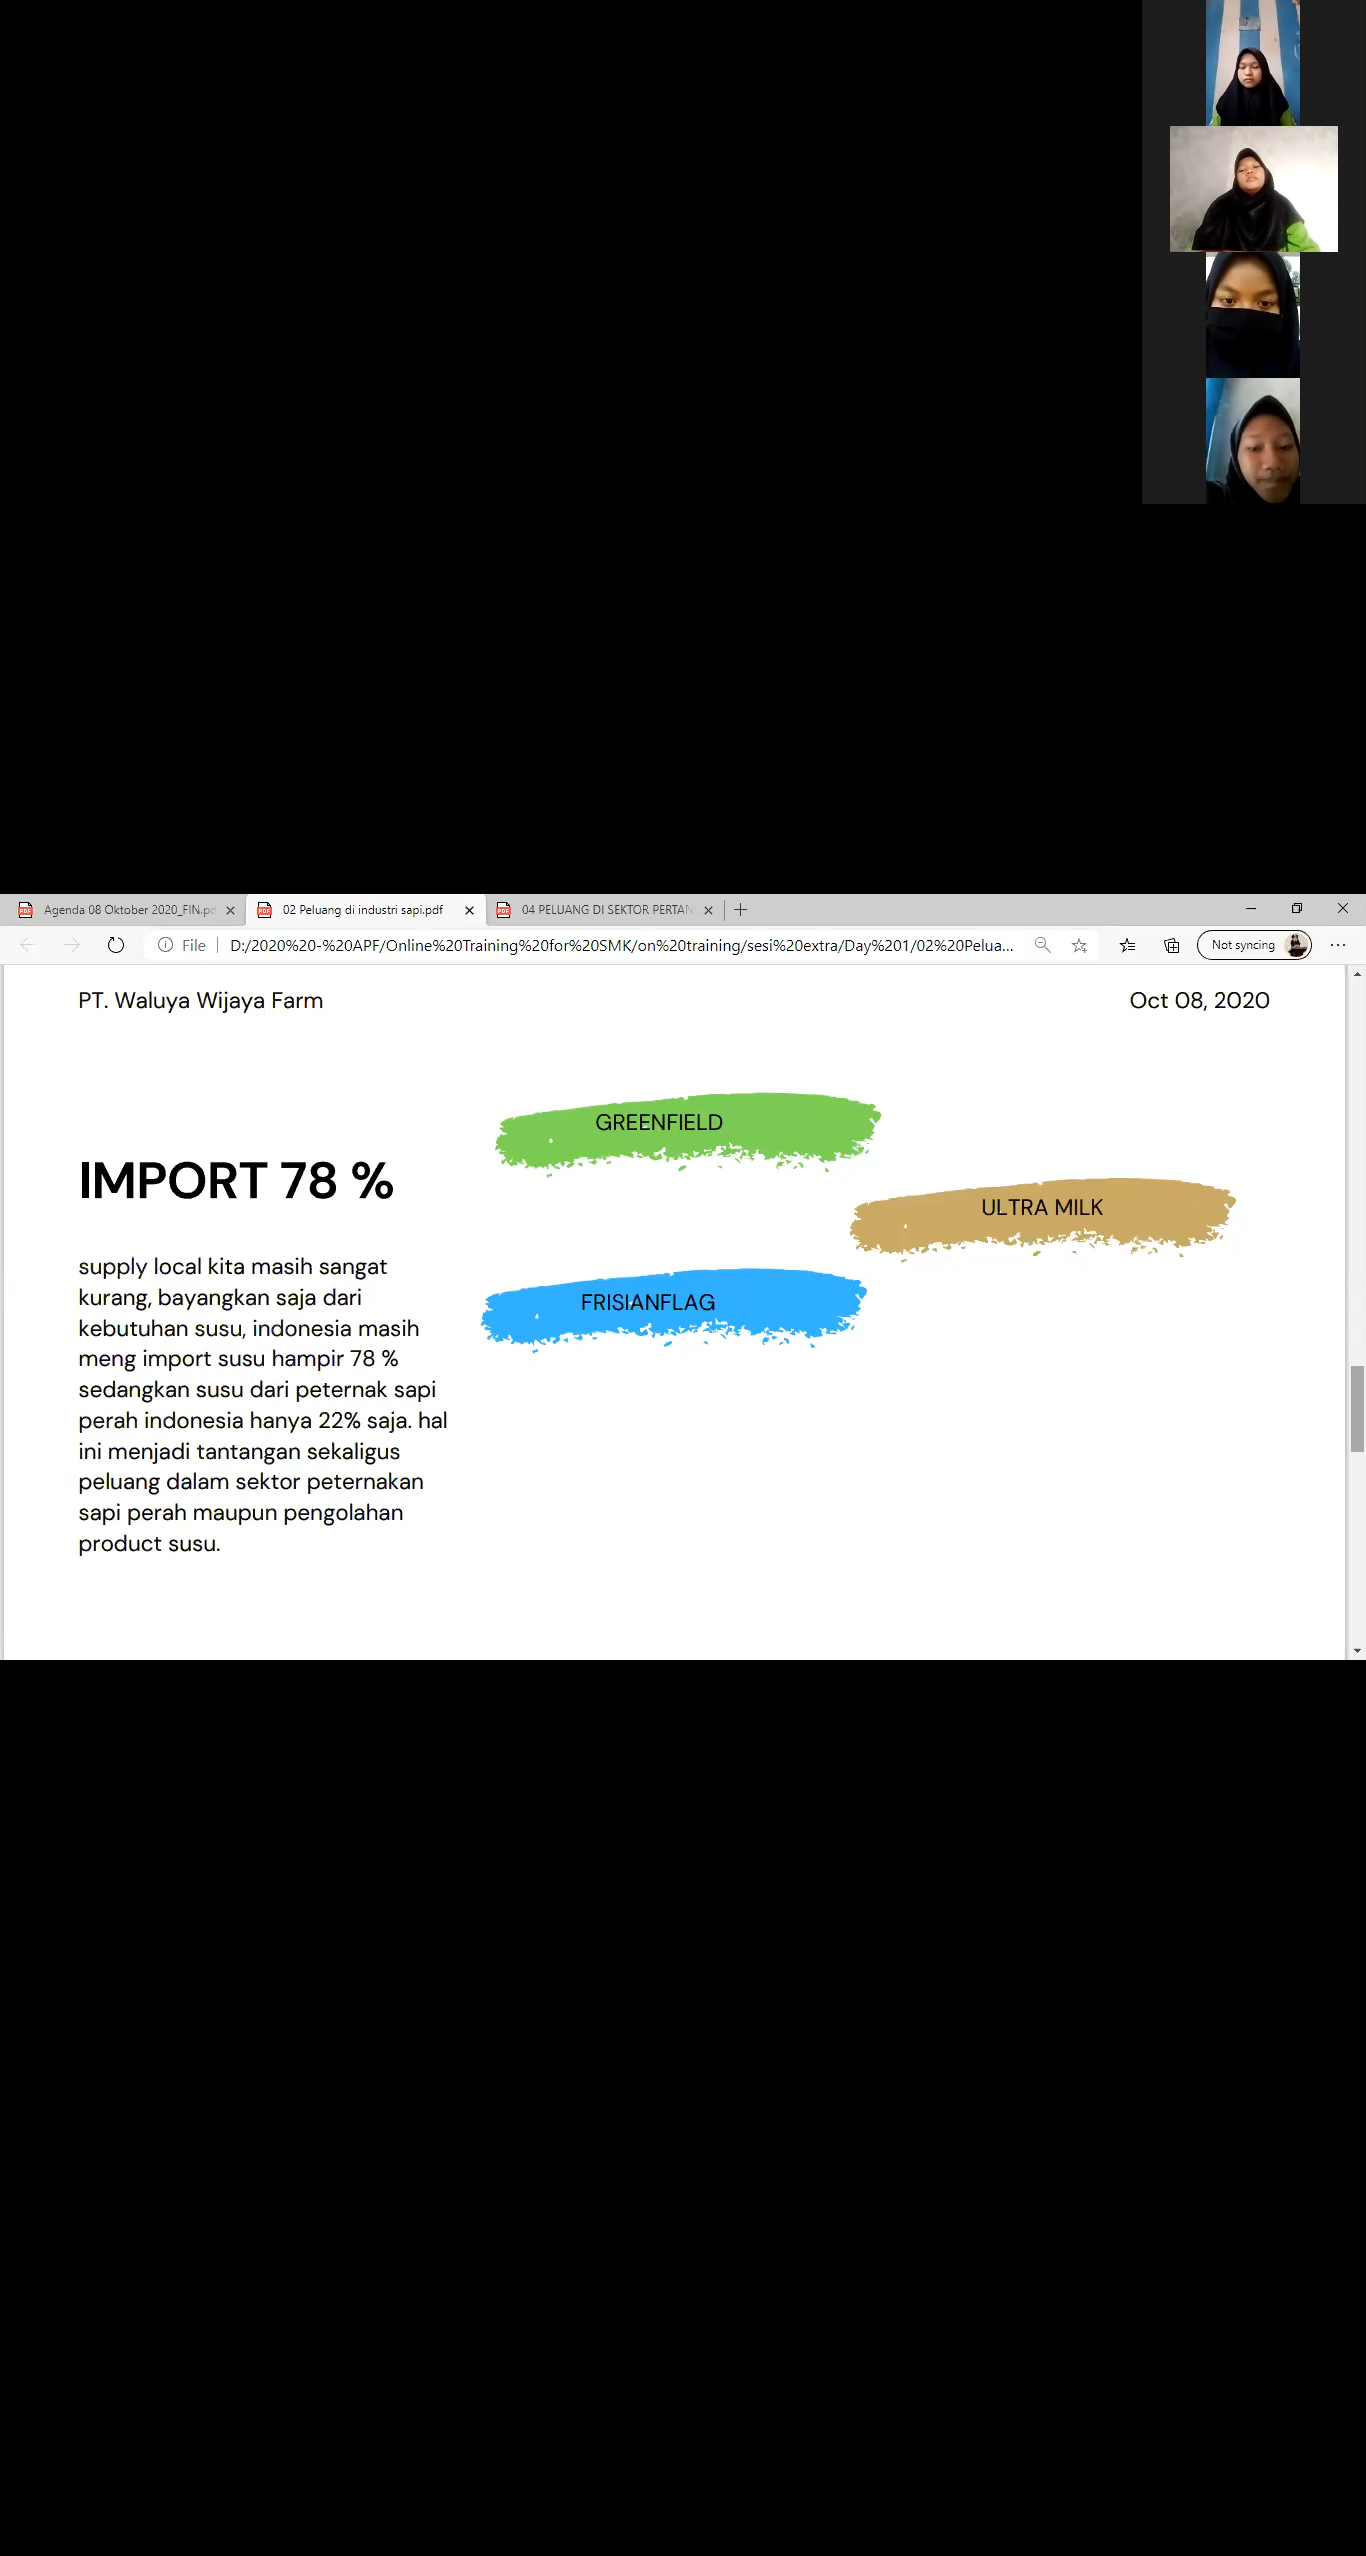 Agenda 08 Oktober 2020_FIN.p
02 Peluang di industri sapi.pdf
04 PELUANG DI SEKTOR PERTAN
File
D:/2020%20-%20APF/Online%20Training%20for%20SMK/on%20training/sesi%20extra/Day%201/02%20Pelua...
Not syncing
PT. Waluya Wijaya Farm
Oct 08, 2020
GREENFIELD
IMPORT 78 %
ULTRA MILK
FRISIANFLAG
supply local kita masih sangat
kurang, bayangkan saja dari
kebutuhan susu, indonesia masih
meng import susu hampir 78 %
sedangkan susu dari peternak sapi
perah indonesia hanya 22% saja. hal
ini menjadi tantangan sekaligus
peluang dalam sektor peternakan
sapi perah maupun pengolahan
product susu.